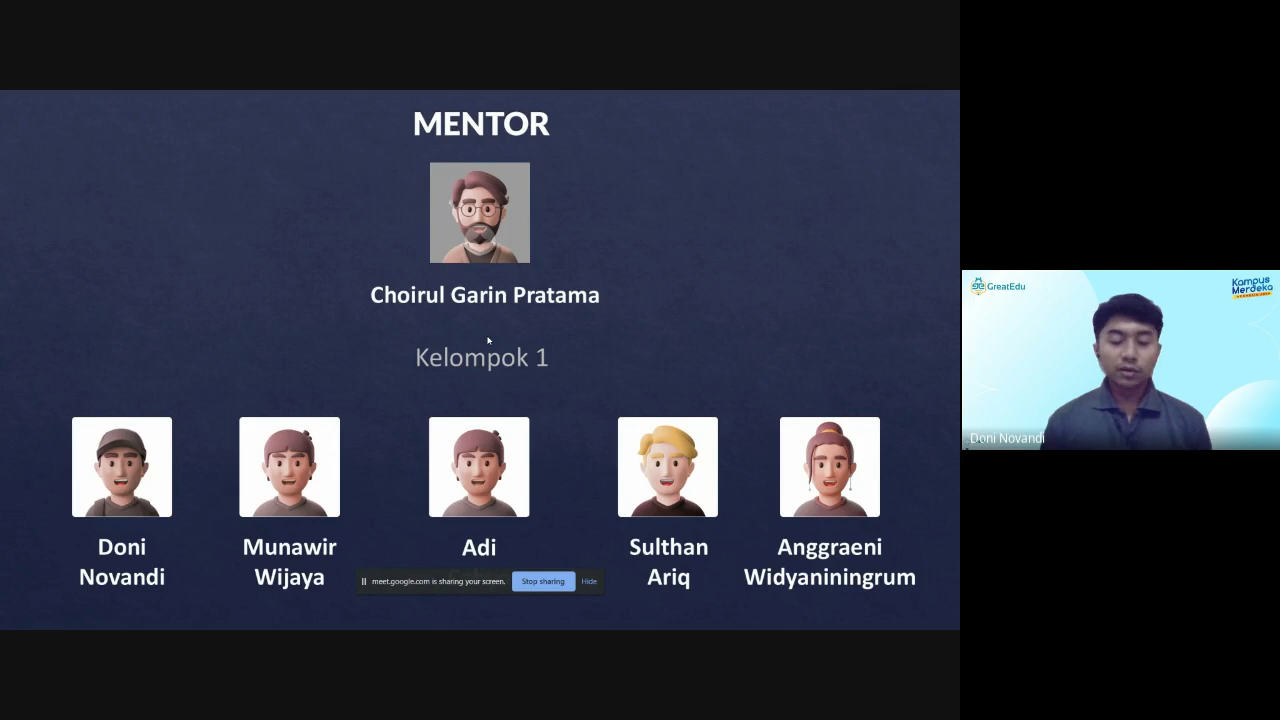 MENTOR
Choirul Garin Pratama
Kelompok 1
Doni
Novandi
Munawir
Wijaya
Adi
Sulthan
Ariq
Anggraeni
Widyaniningrum
meet.google.com is sharing your screen.
Stop sharing
Hide
GreatEdu
Kampus
Merdeka
Doni Novandi